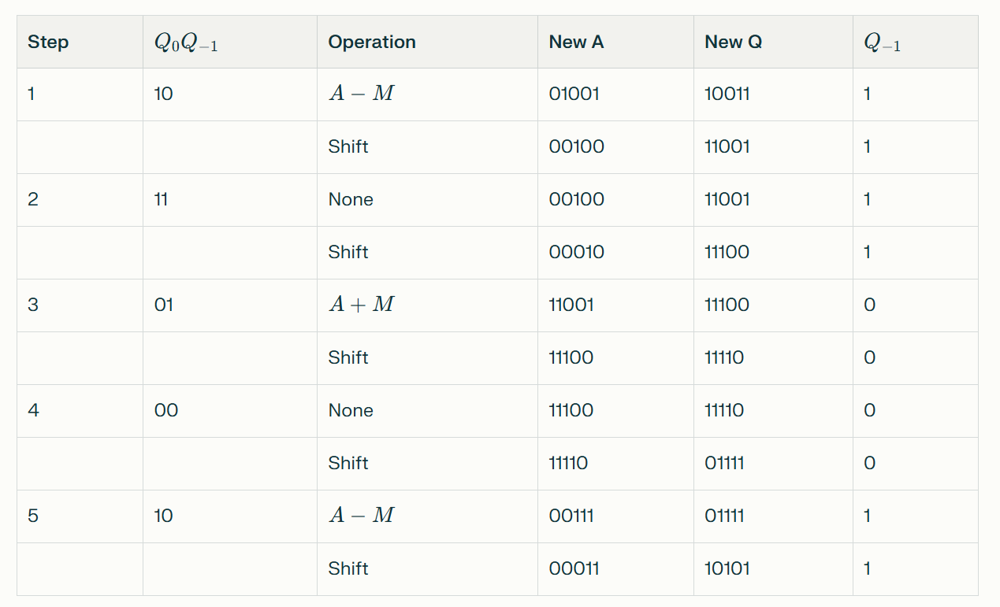 Step Q₀Q₋₁ Operation New A New Q Q₋₁
1 10 A − M 01001 10011 1
Shift 00100 11001 1
2 11 None 00100 11001 1
Shift 00010 11100 1
3 01 A + M 11001 11100 0
Shift 11100 11110 0
4 00 None 11100 11110 0
Shift 11110 01111 0
5 10 A − M 00111 01111 1
Shift 00011 10101 1